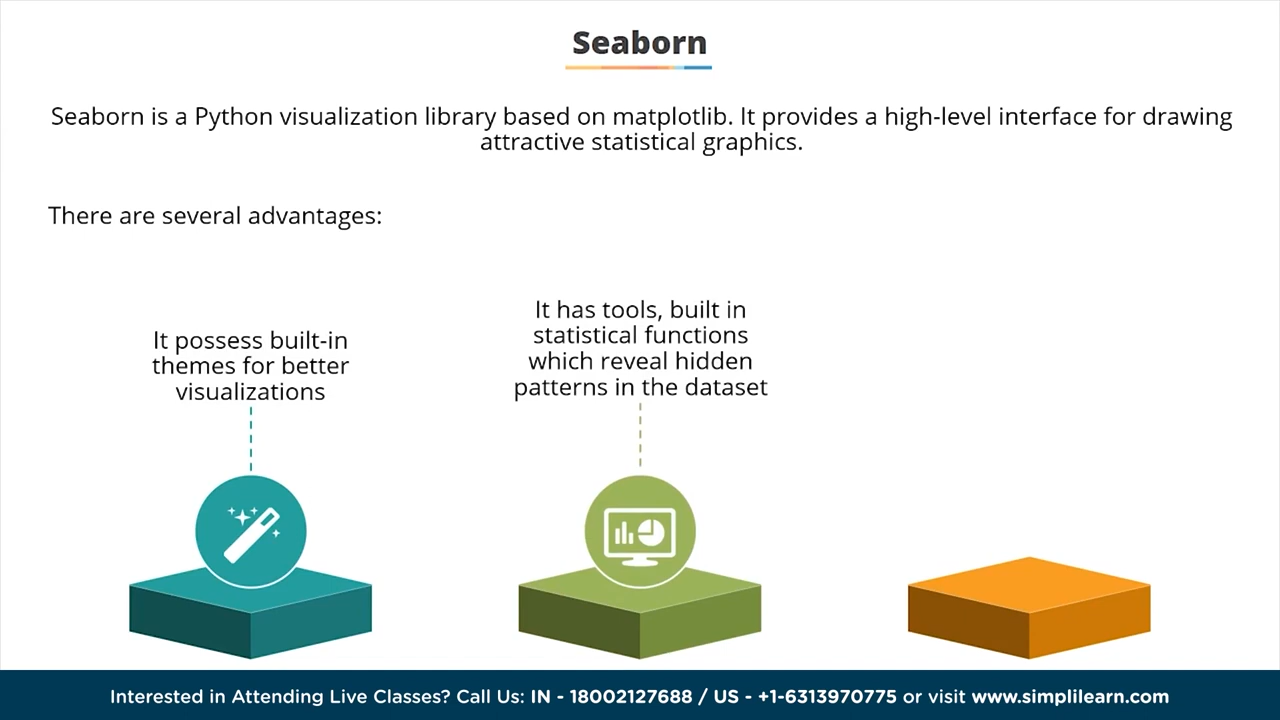 Seaborn
Seaborn is a Python visualization library based on matplotlib. It provides a high-level interface for drawing
attractive statistical graphics.
There are several advantages:
It possess built-in
themes for better
visualizations
It has tools, built in
statistical functions
which reveal hidden
patterns in the dataset
Interested in Attending Live Classes? Call Us: IN - 18002127688 / US - +1-6313970775 or visit www.simplilearn.com